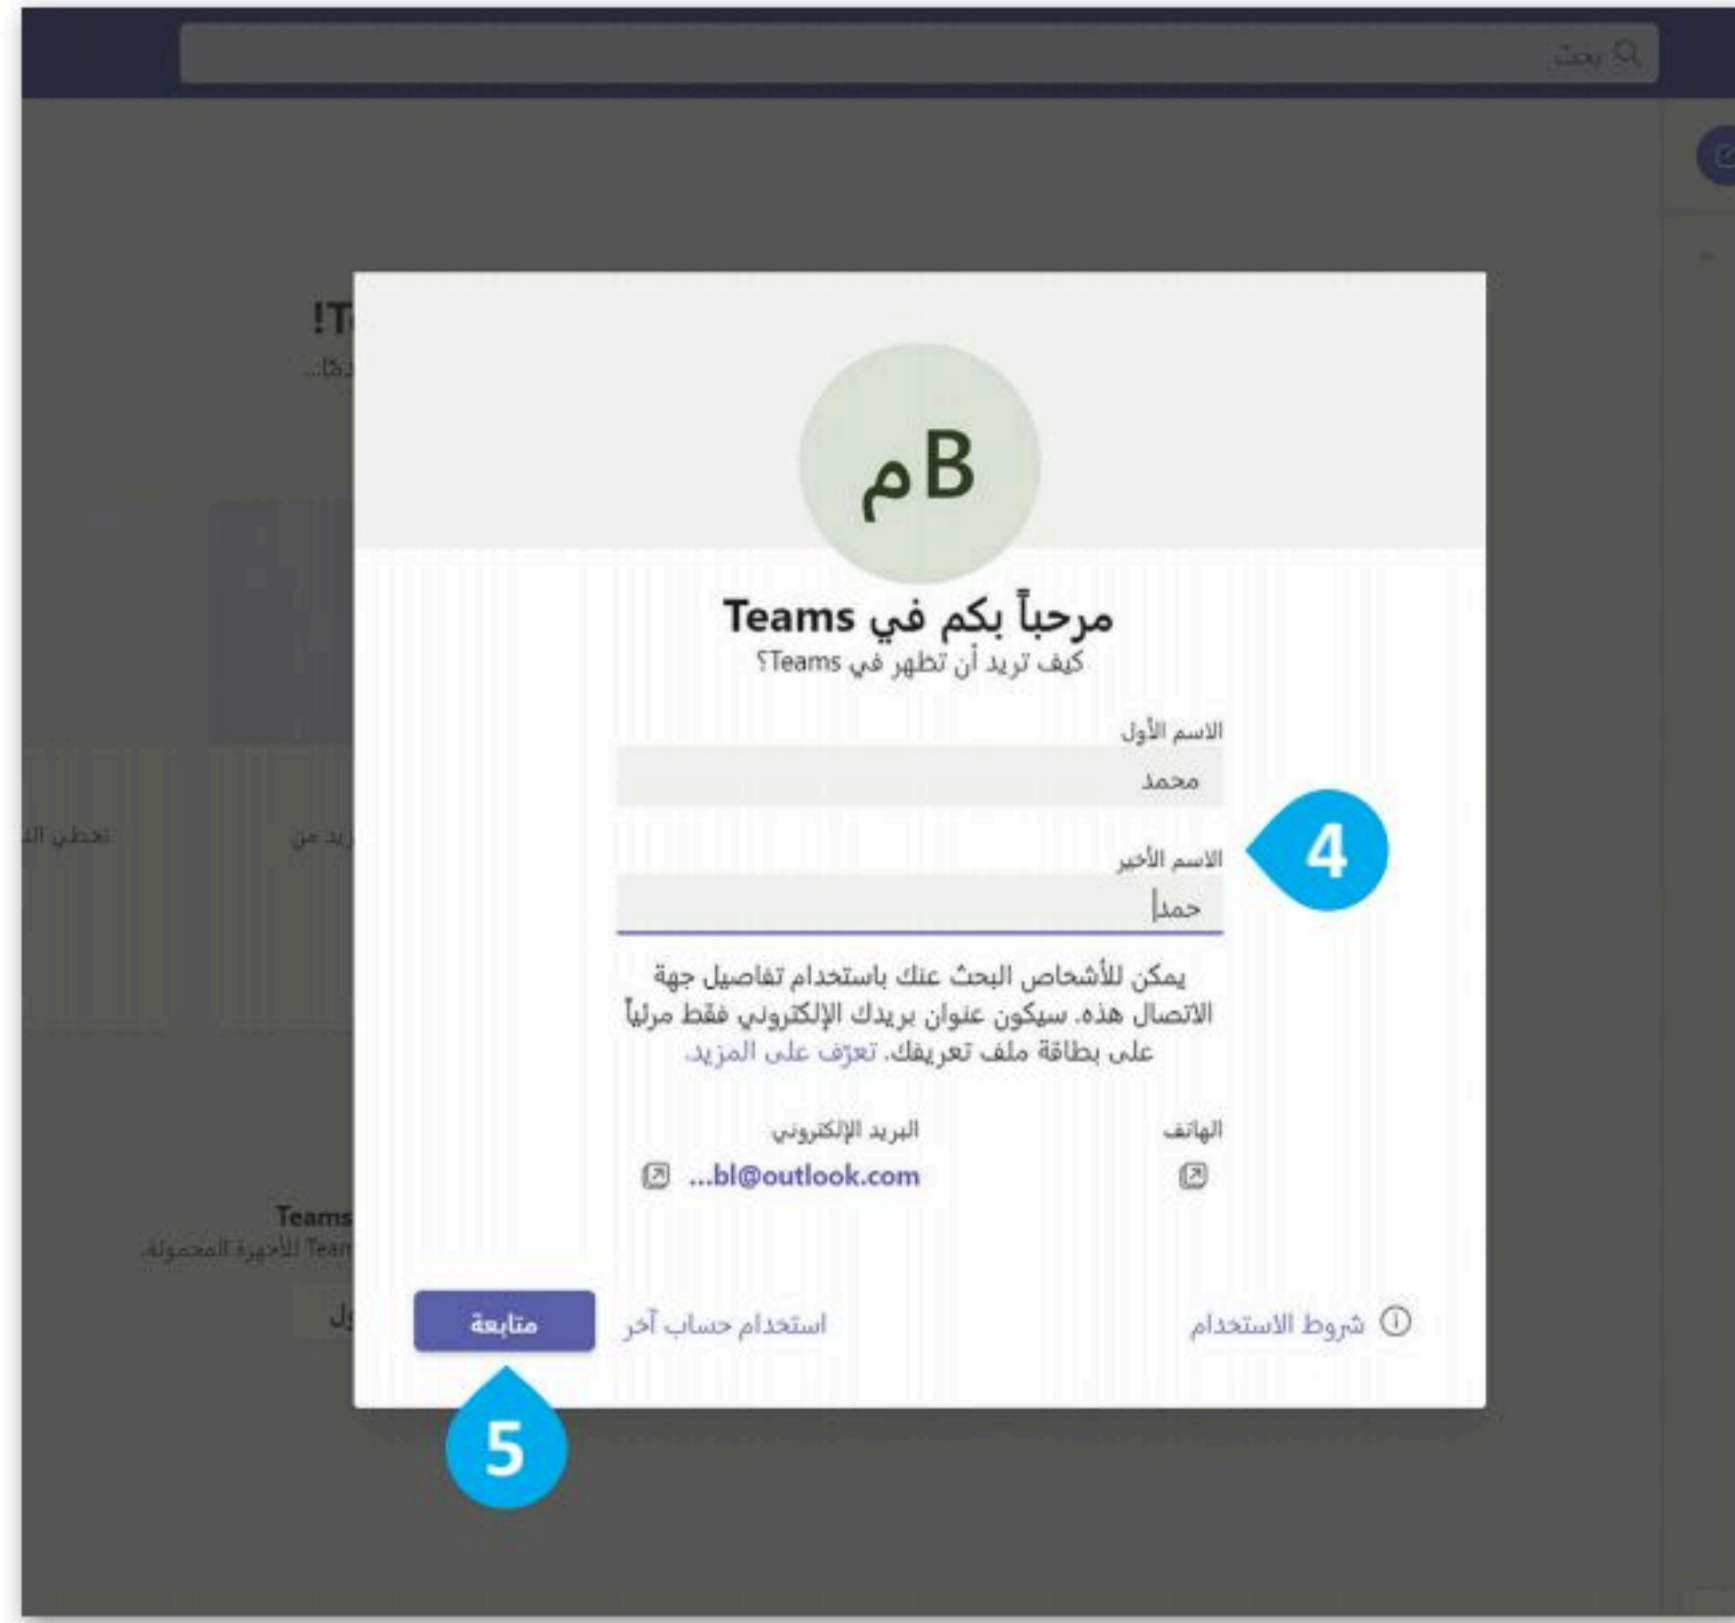 بحث
مB
مرحباً بكم في Teams
كيف تريد أن تظهر في Teams؟
الاسم الأول
محمد
الاسم الأخير
حمد
4
يمكن للأشخاص البحث عنك باستخدام تفاصيل جهة
الاتصال هذه. سيكون عنوان بريدك الإلكتروني فقط مرئياً
على بطاقة ملف تعريفك. تعرّف على المزيد.
الهاتف
البريد الإلكتروني
...bl@outlook.com
Teams
للأجهزة المحمولة.
شروط الاستخدام
استخدام حساب آخر
متابعة
5